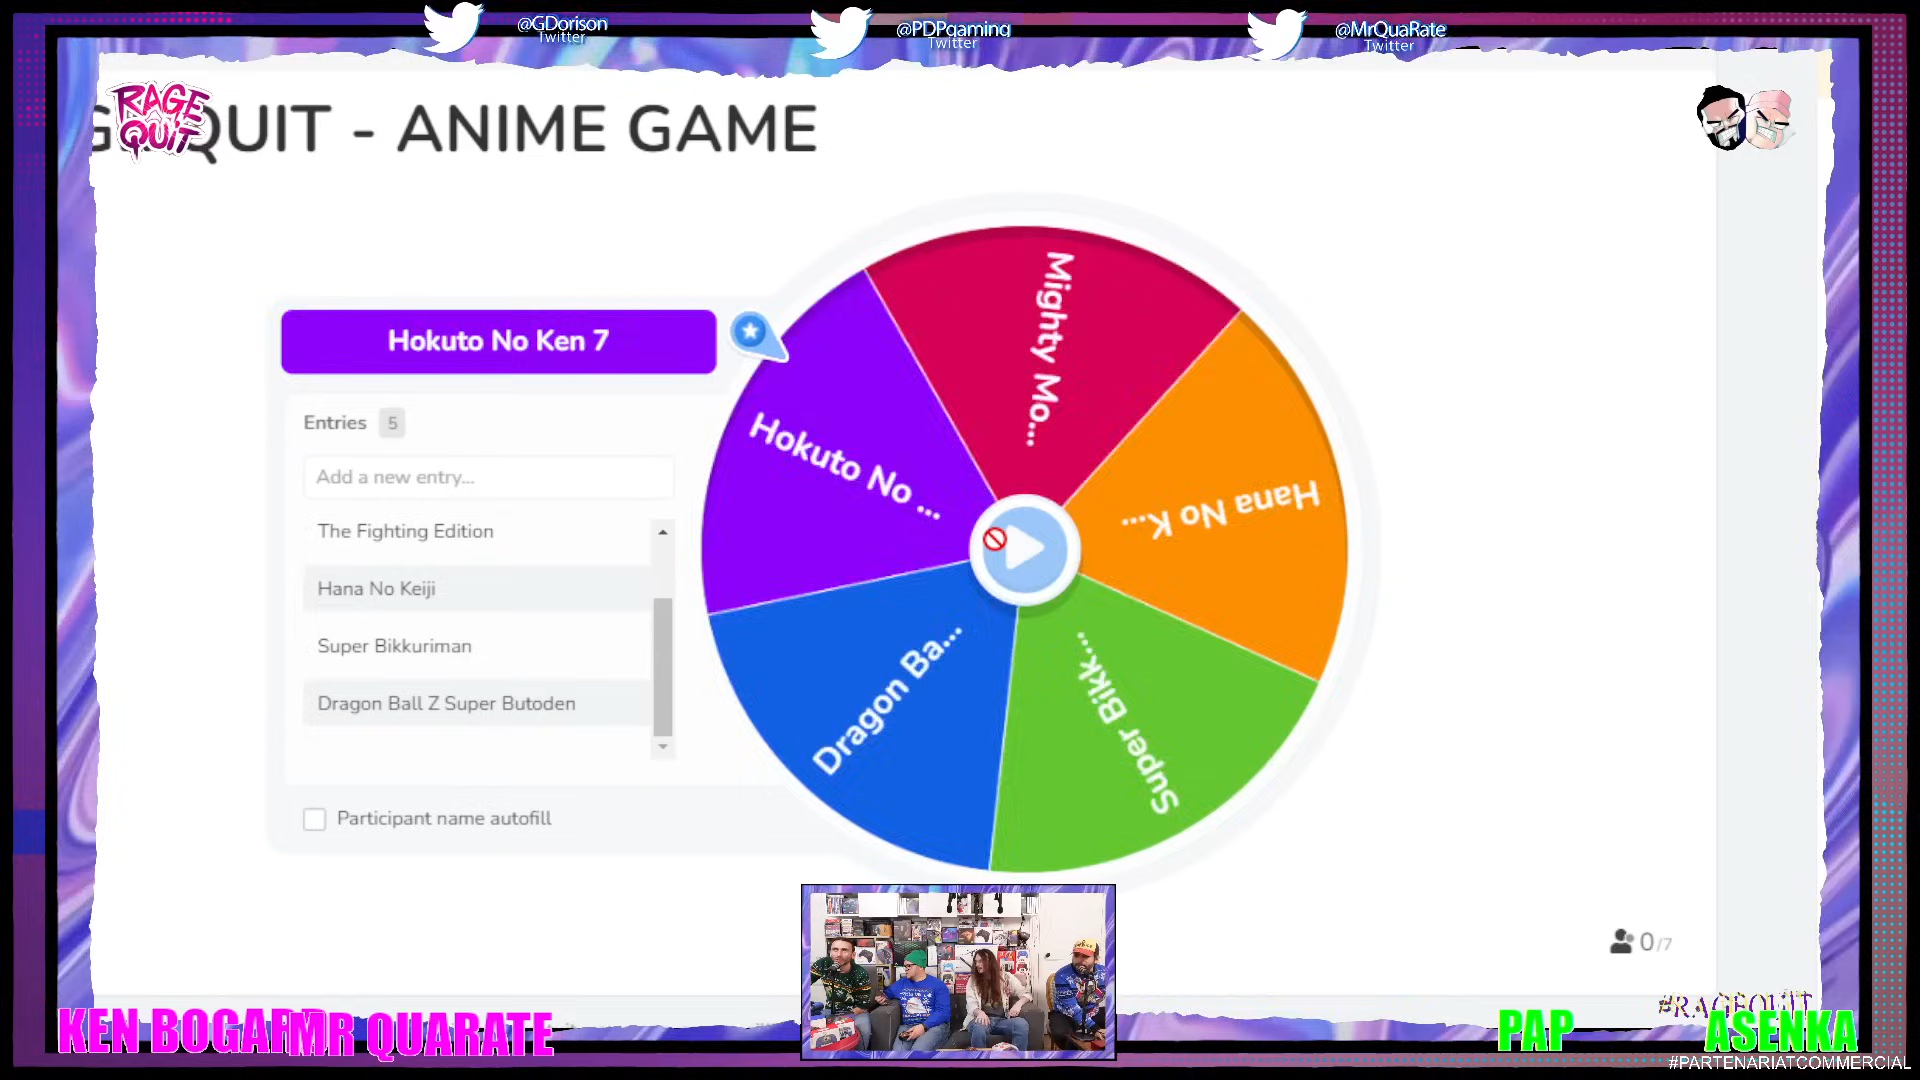 @GDorison
Twitter
@PDPgaming
Twitter
@MrQuaRate
Twitter
RAGE
QUIT
QUIT - ANIME GAME
Hokuto No Ken 7
Entries 5
Add a new entry...
The Fighting Edition
Hana No Keiji
Super Bikkuriman
Dragon Ball Z Super Butoden
Participant name autofill
Mighty Mo...
Hana No K...
Super Bikk...
Dragon Ba...
Hokuto No ...
0/7
KEN BOGAR
MR QUARATE
#RAGEQUIT
PAP
ASENKA
#PARTENARIATCOMMERCIAL